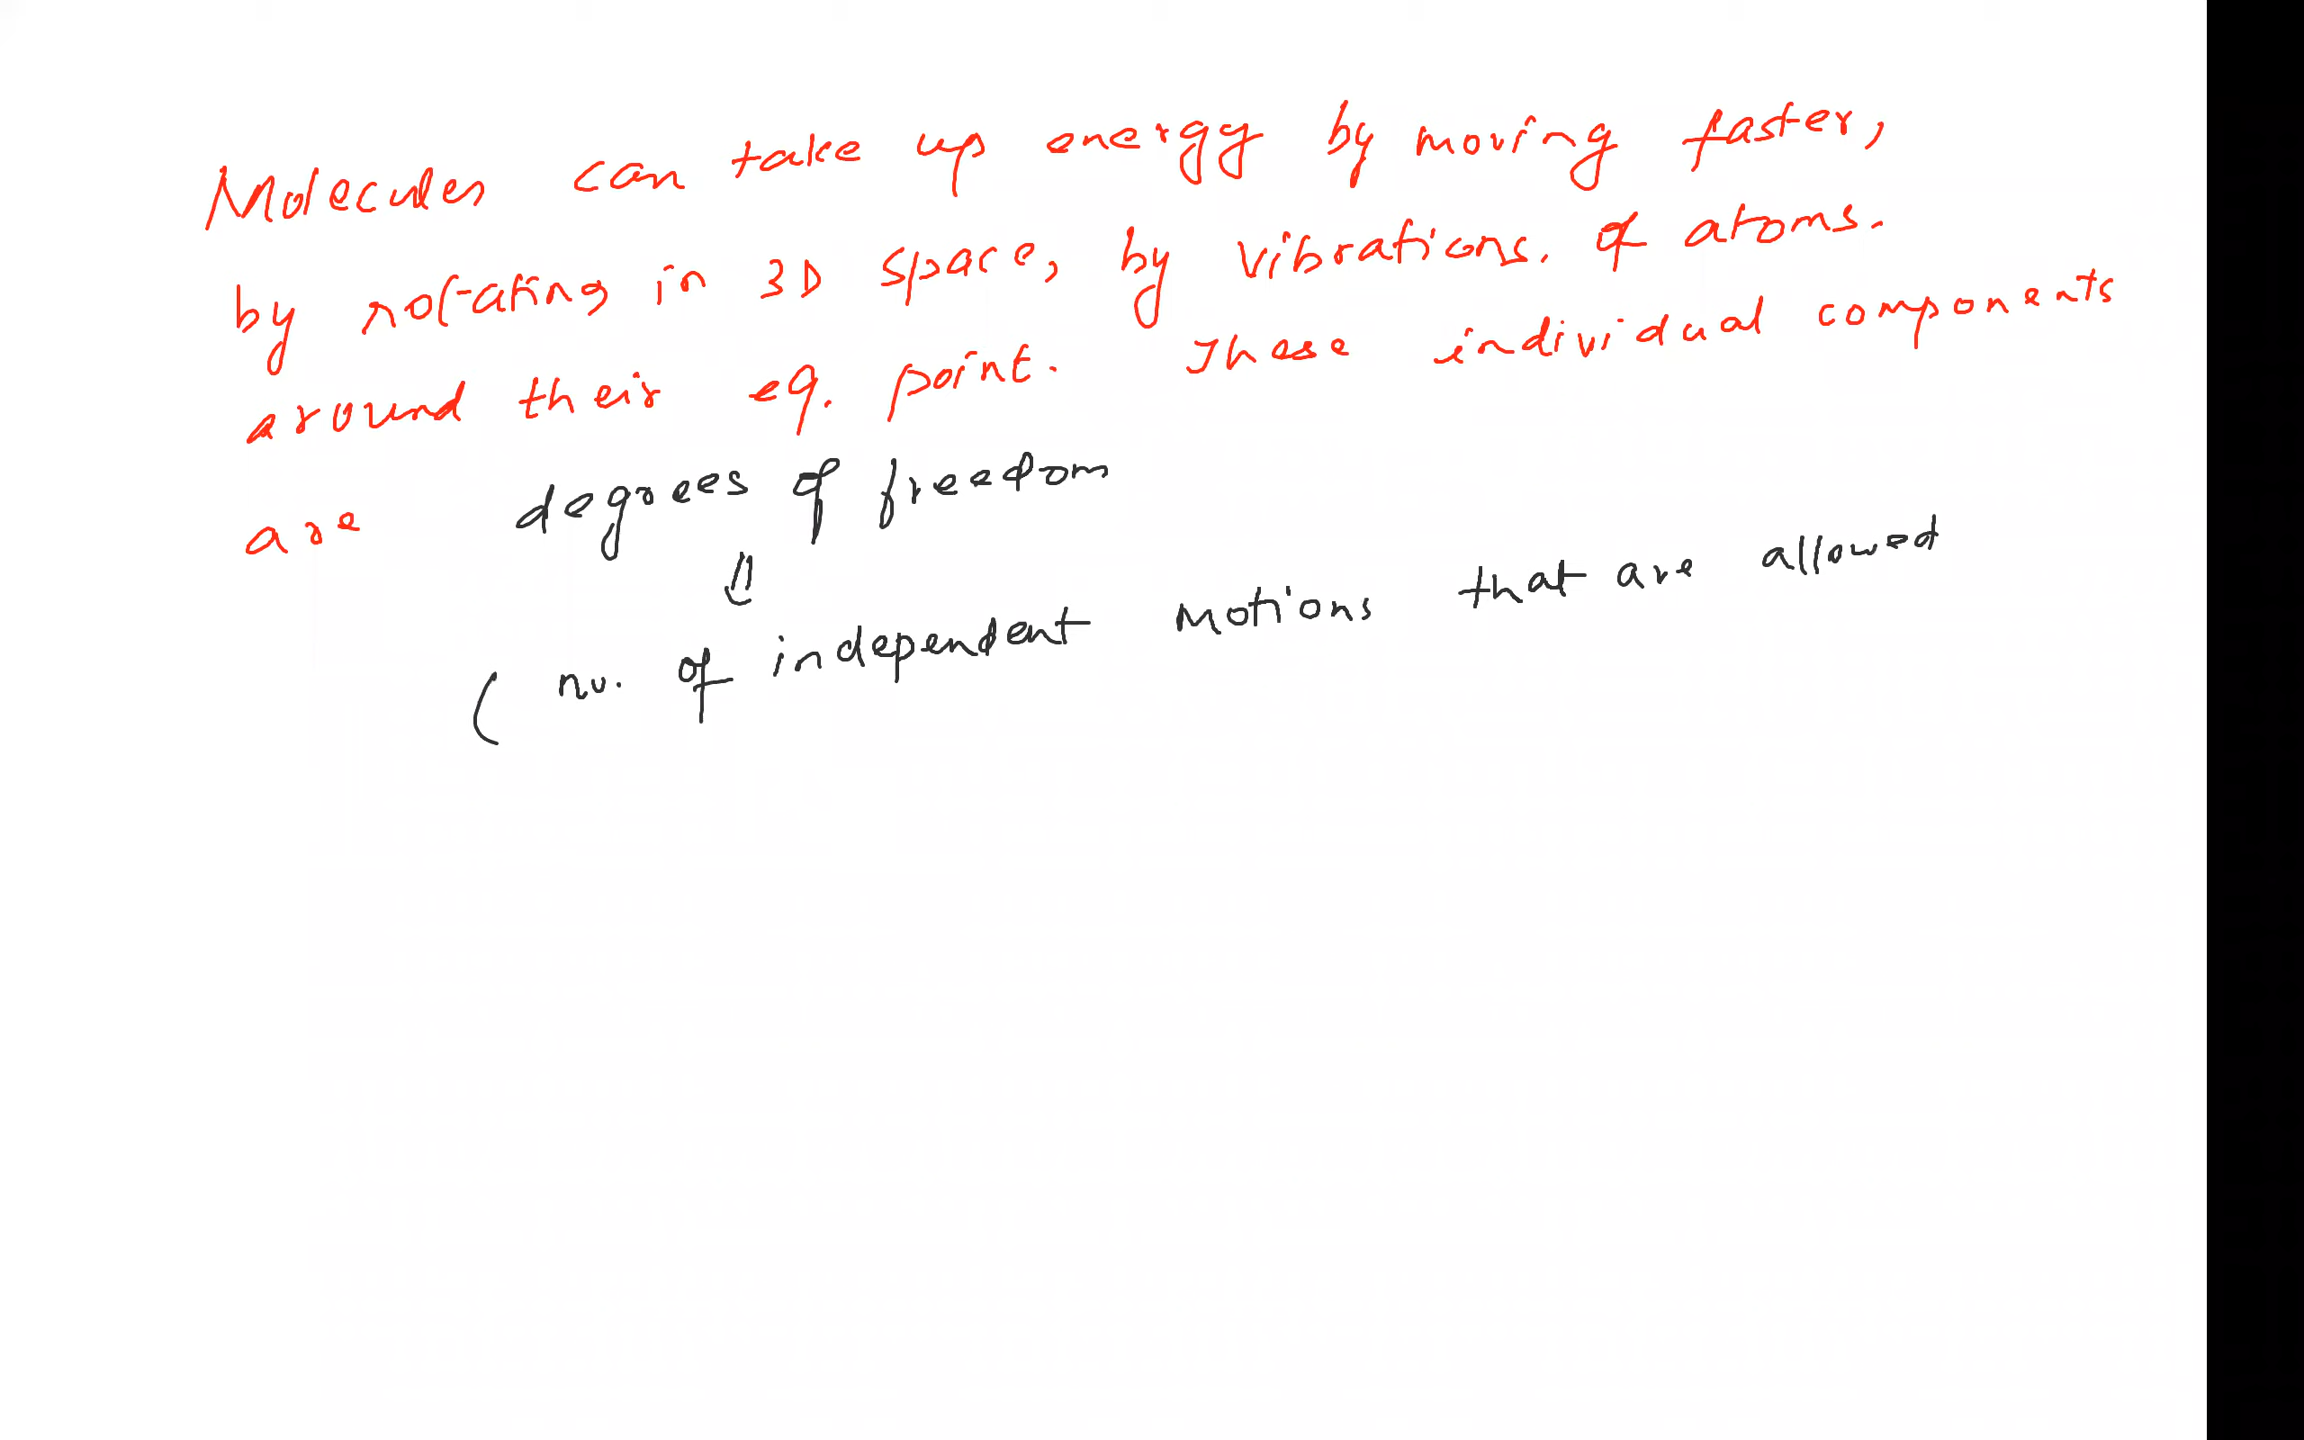 Molecules can take up energy by moving faster,
by rotating in 3D space, by vibrations. of atoms.
around their eq. point. These individual components
are degrees of freedom
⇓
( no. of independent motions that are allowed